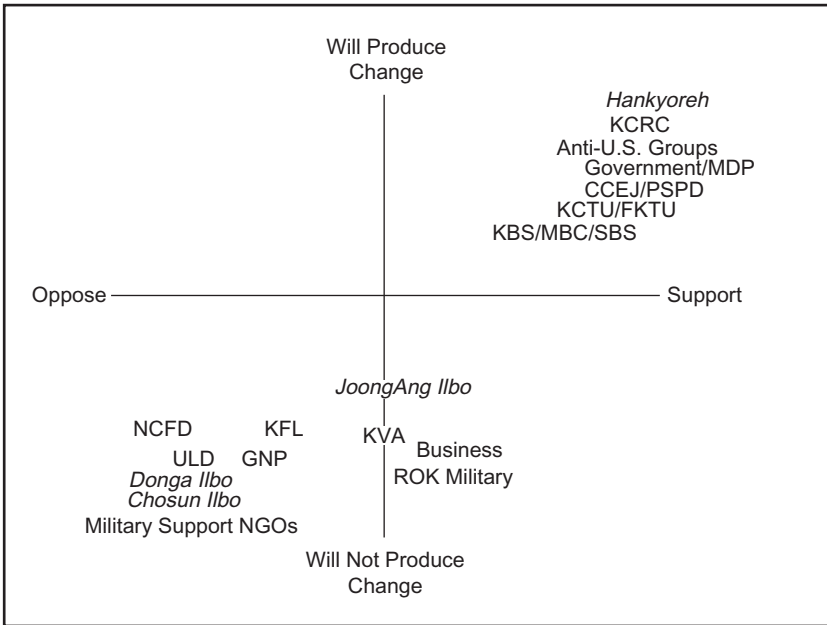 Will Produce
Change
Hankyoreh
KCRC
Anti-U.S. Groups
Government/MDP
CCEJ/PSPD
KCTU/FKTU
KBS/MBC/SBS
Oppose
Support
JoongAng Ilbo
NCFD
KFL
KVA
Business
ULD
GNP
ROK Military
Donga Ilbo
Chosun Ilbo
Military Support NGOs
Will Not Produce
Change